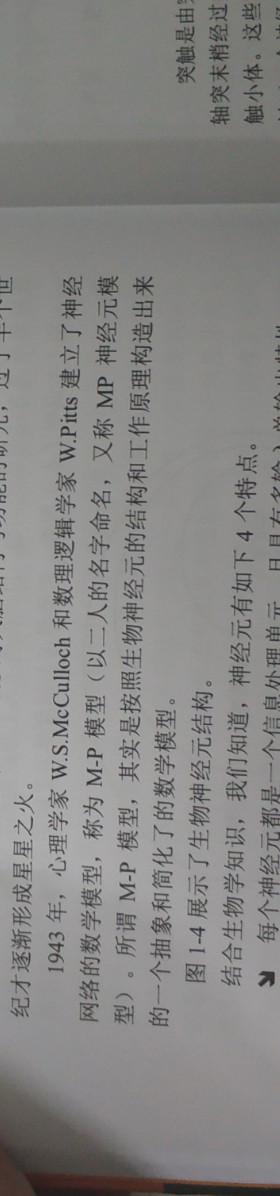 纪才逐渐形成星星之火。
1943 年，心理学家 W.S.McCulloch 和数理逻辑学家 W.Pitts 建立了神经
网络的数学模型，称为 M-P 模型（以二人的名字命名，又称 MP 神经元模
型）。所谓 M-P 模型，其实是按照生物神经元的结构和工作原理构造出来
的一个抽象和简化了的数学模型。
图 1-4 展示了生物神经元结构。
结合生物学知识，我们知道，神经元有如下 4 个特点。
每个神经元都是一个信息处理单元，且具有多输入单输出特性
突触是由
轴突末梢经过
触小体。这些